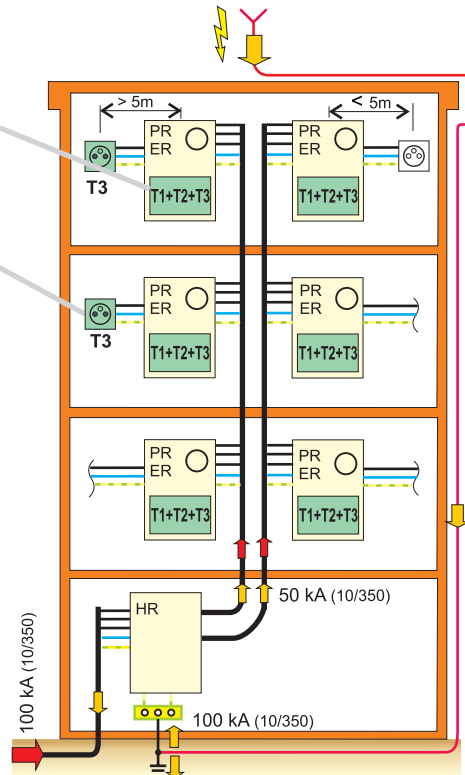 > 5m
< 5m
PR
ER
T1+T2+T3
T3
PR
ER
T1+T2+T3
PR
ER
T1+T2+T3
T3
PR
ER
T1+T2+T3
PR
ER
T1+T2+T3
PR
ER
T1+T2+T3
HR
50 kA (10/350)
100 kA (10/350)
100 kA (10/350)